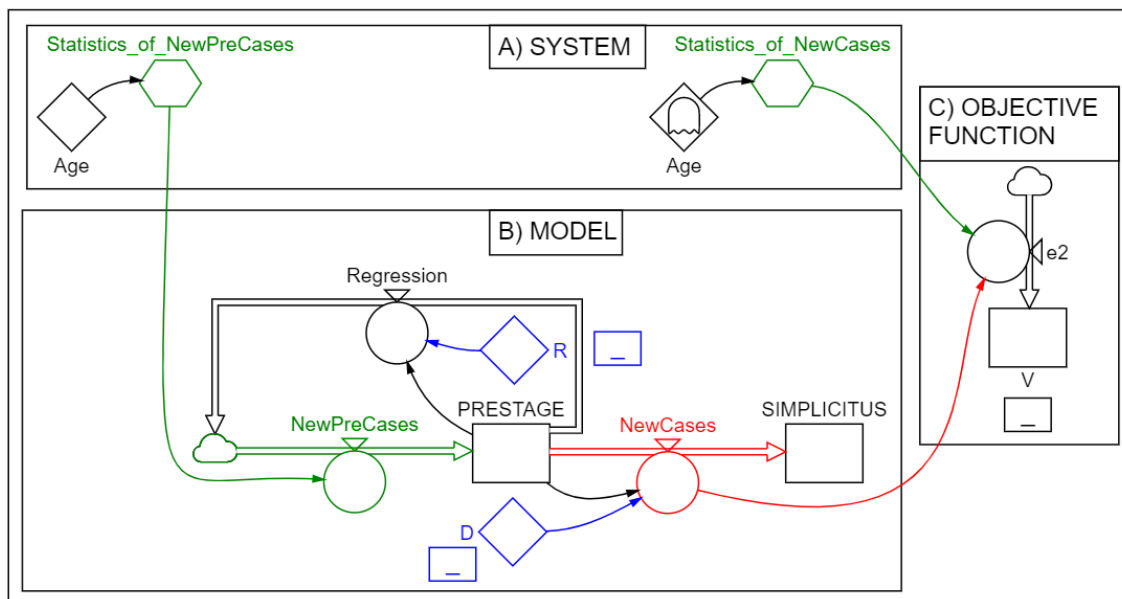 A) SYSTEM
Statistics_of_NewPreCases
Statistics_of_NewCases
Age
Age
C) OBJECTIVE
FUNCTION
e2
V
_
B) MODEL
Regression
R
_
PRESTAGE
SIMPLICITUS
NewPreCases
NewCases
D
_